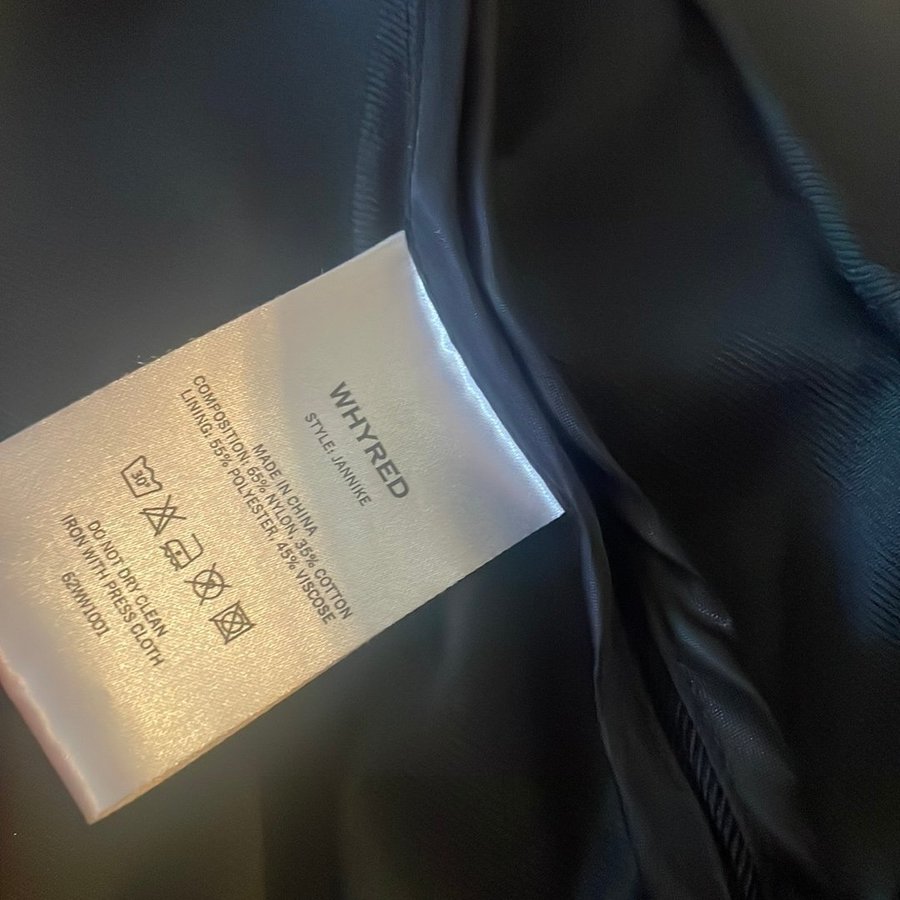 WHYRED
STYLE: JANNIKE
MADE IN CHINA
COMPOSITION: 65% NYLON, 35% COTTON
LINING: 55% POLYESTER, 45% VISCOSE
30°
DO NOT DRY CLEAN
IRON WITH PRESS CLOTH
62WV1001